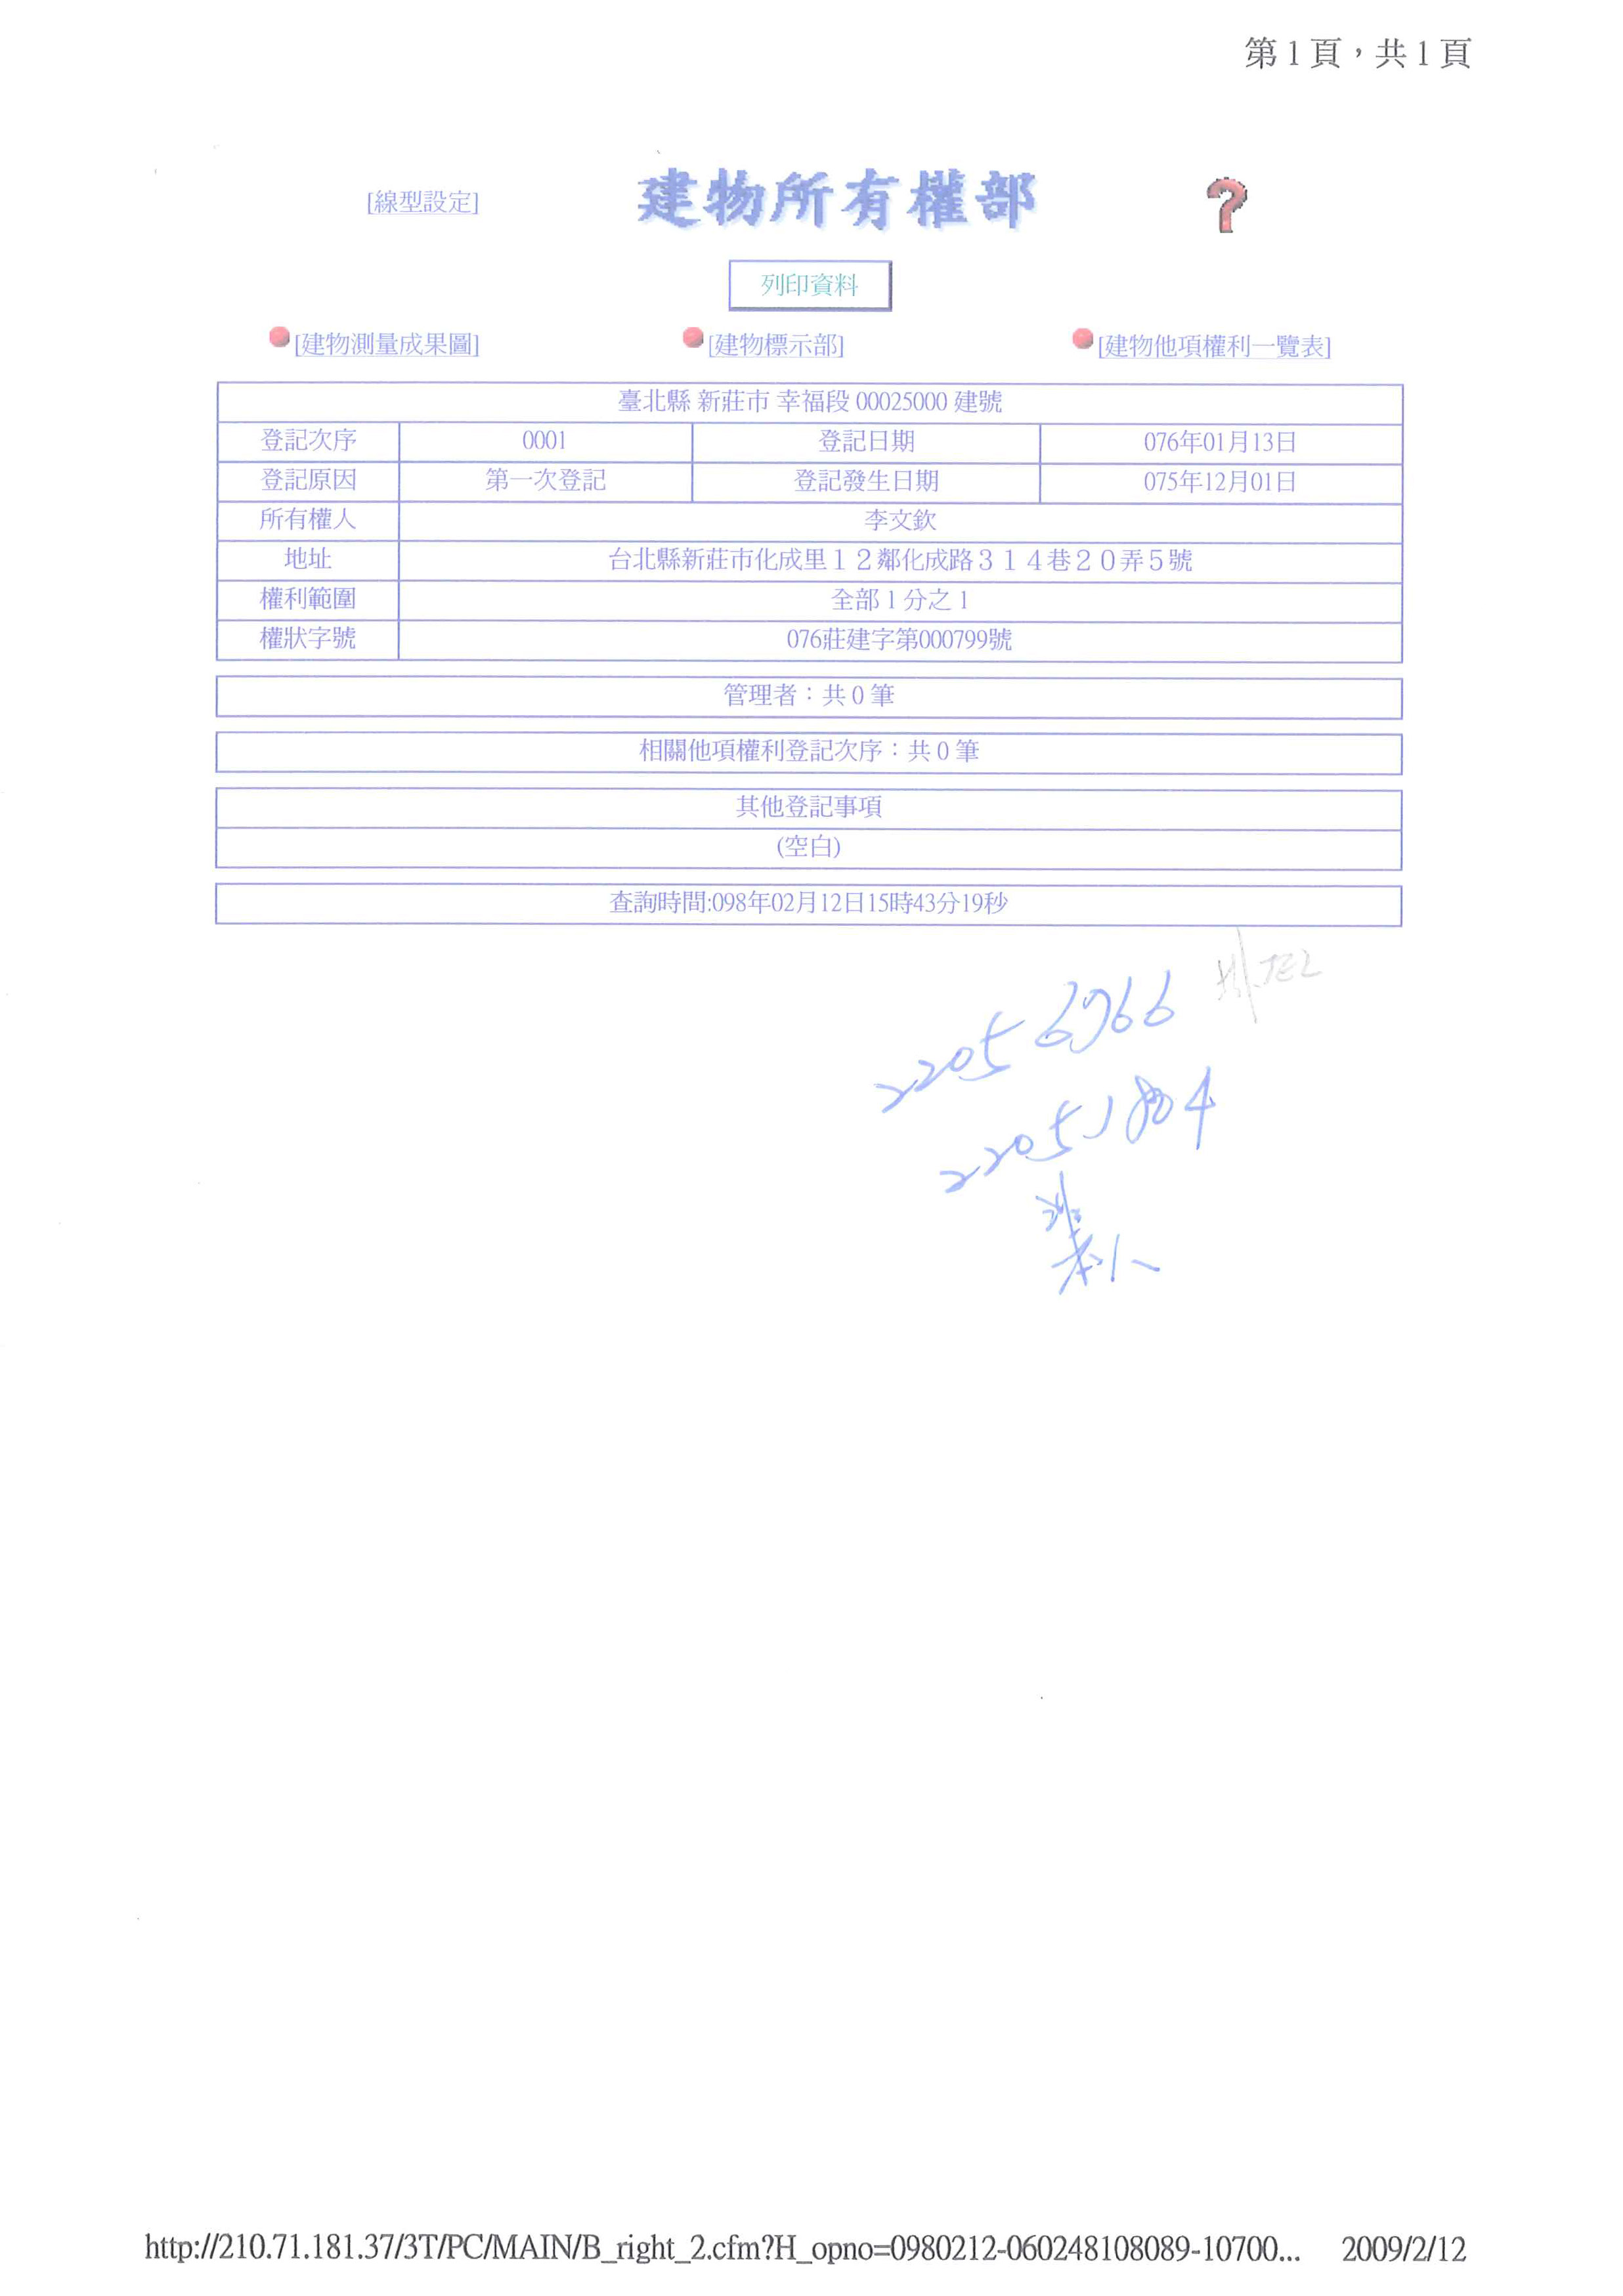 第1頁，共1頁
[線型設定] 建物所有權部
列印資料
[建物測量成果圖] [建物標示部] [建物他項權利一覽表]
臺北縣 新莊市 幸福段 00025000 建號
登記次序 0001 登記日期 076年01月13日
登記原因 第一次登記 登記發生日期 075年12月01日
所有權人 李文欽
地址 台北縣新莊市化成里１２鄰化成路３１４巷２０弄５號
權利範圍 全部 1 分之 1
權狀字號 076莊建字第000799號
管理者：共 0 筆
相關他項權利登記次序：共 0 筆
其他登記事項
(空白)
查詢時間:098年02月12日15時43分19秒
TEL
本人
http://210.71.181.37/3T/PC/MAIN/B_right_2.cfm?H_opno=0980212-060248108089-10700... 2009/2/12